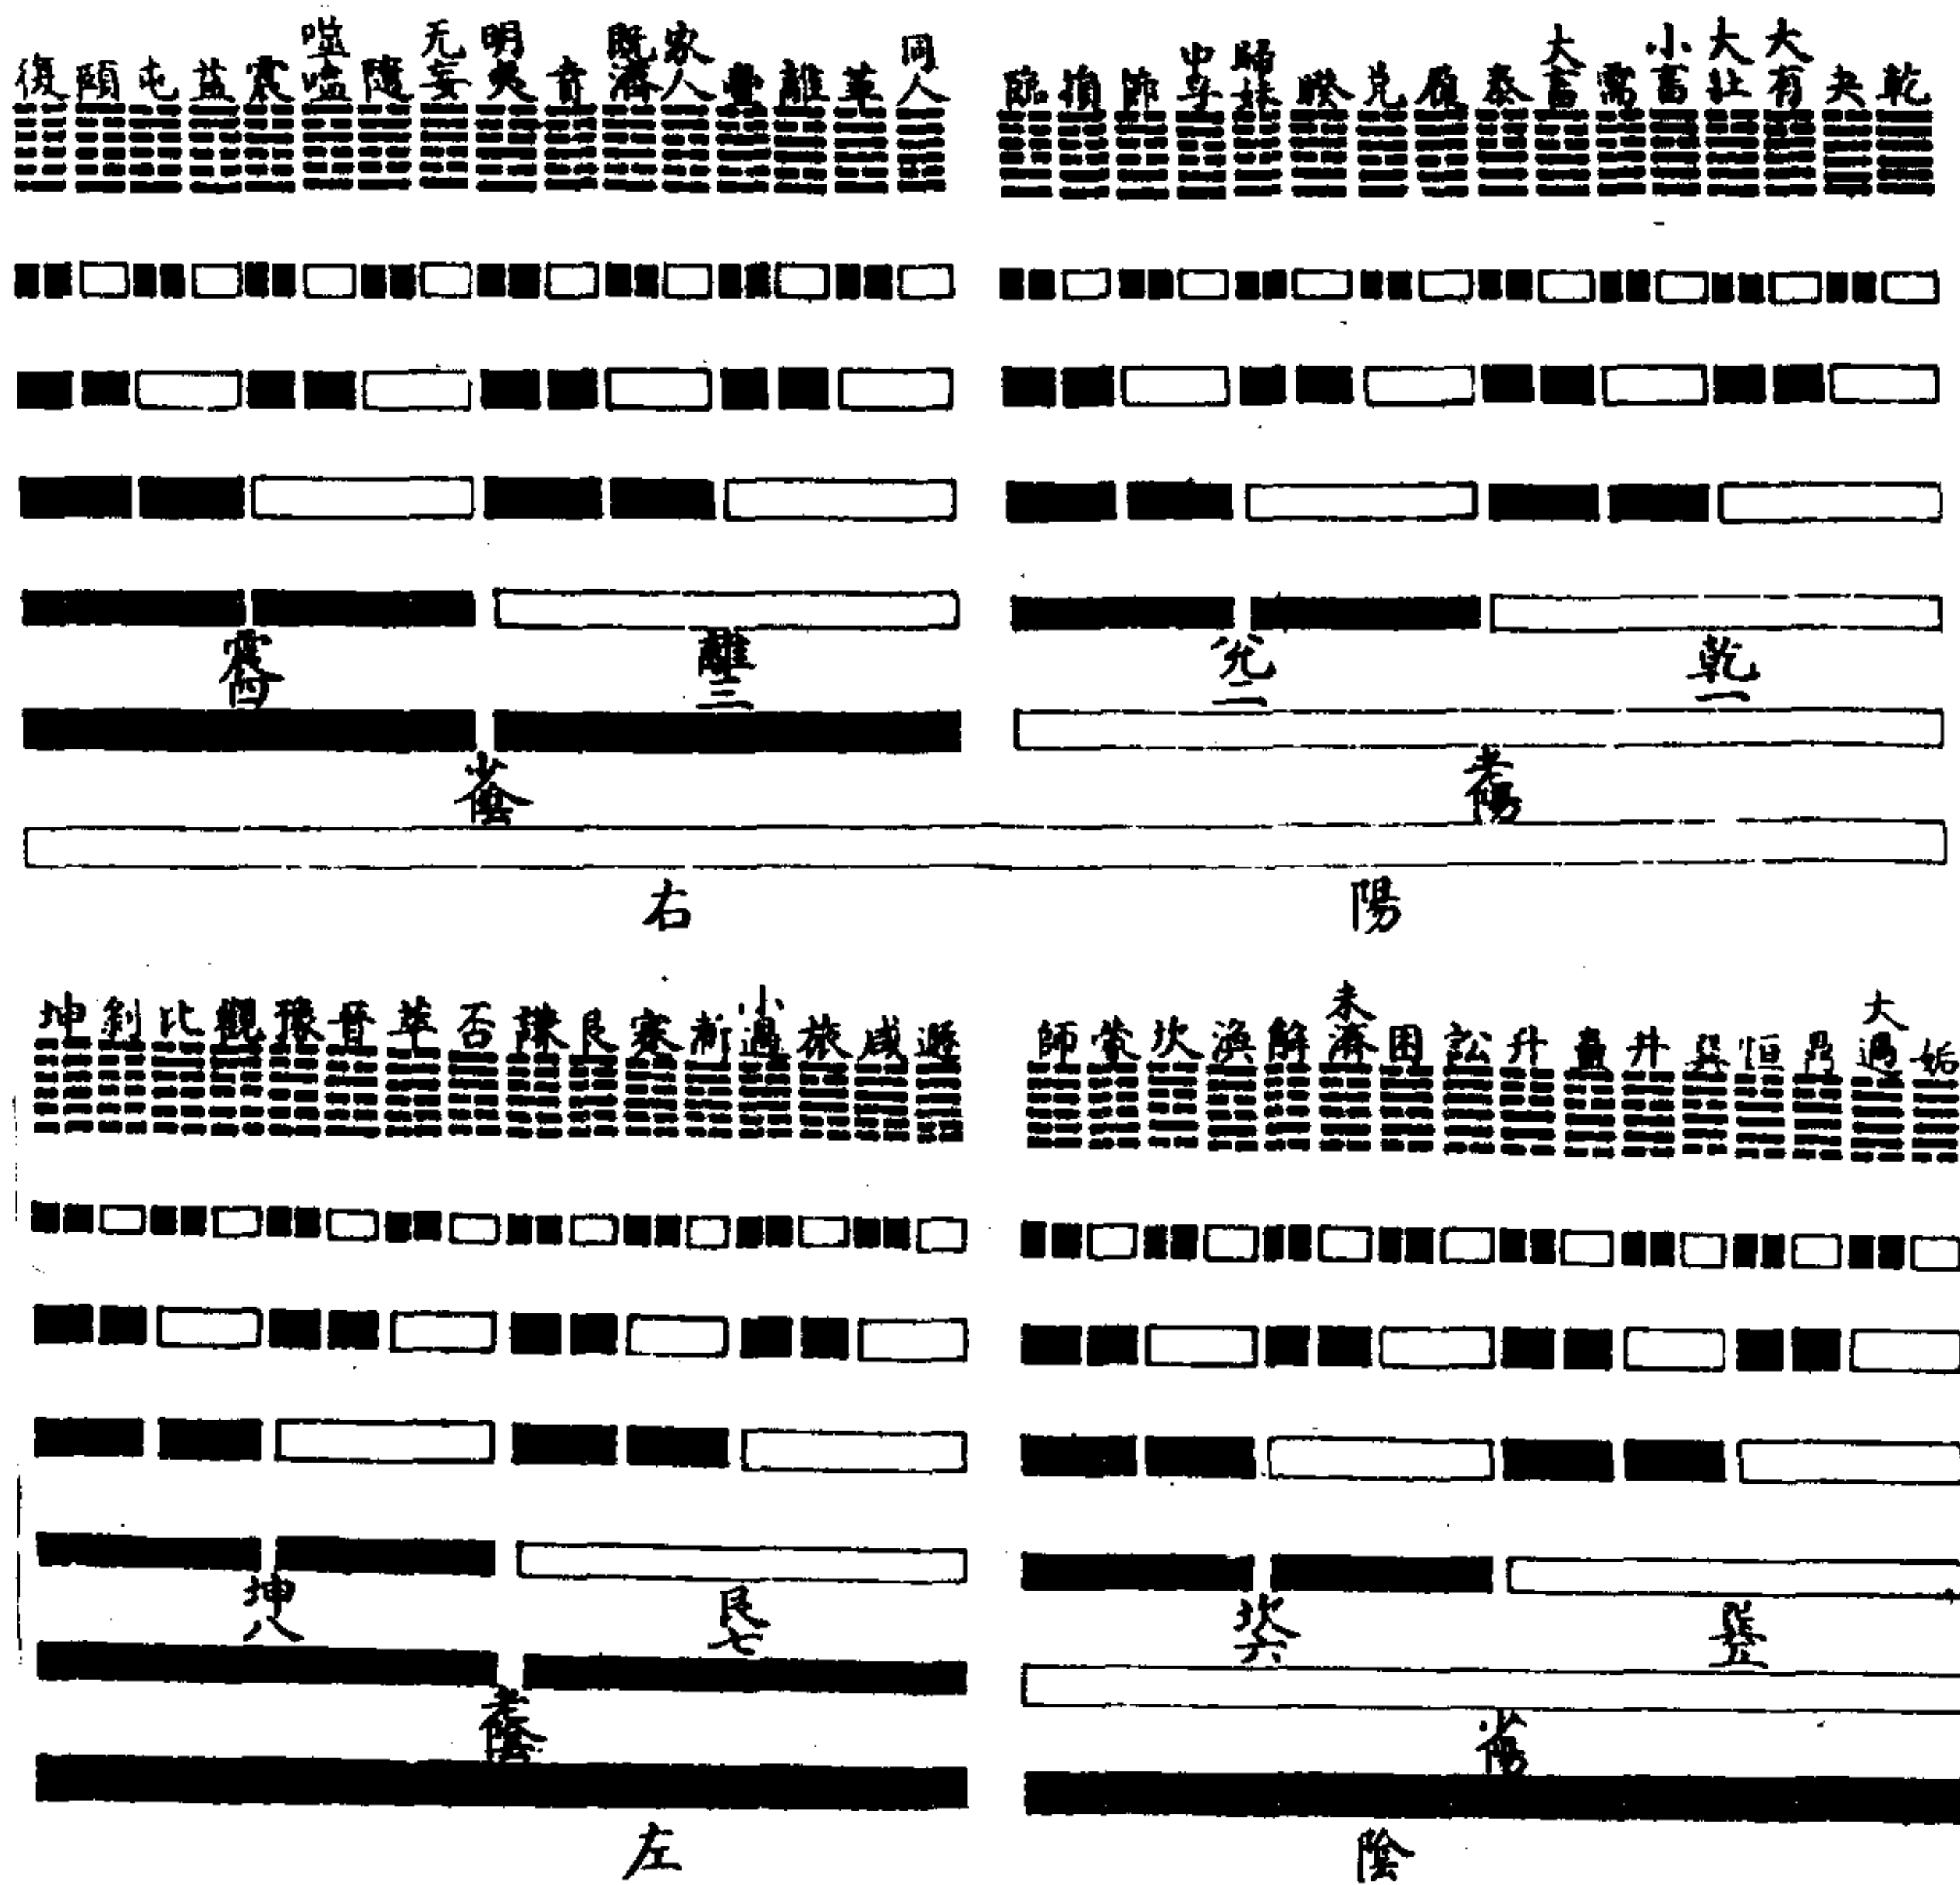 乾 夬 大有 大壯 小畜 需 大畜 泰 履 兌 睽 歸妹 中孚 節 損 臨 同人 革 離 豐 家人 既濟 賁 明夷 无妄 隨 噬嗑 震 益 屯 頤 復
乾一 兌二 離三 震四
老陽 少陰
陽 右
姤 大過 鼎 恒 巽 井 蠱 升 訟 困 未濟 解 渙 坎 蒙 師 遯 咸 旅 小過 漸 蹇 艮 謙 否 萃 晉 豫 觀 比 剝 坤
巽五 坎六 艮七 坤八
少陽 老陰
陰 左